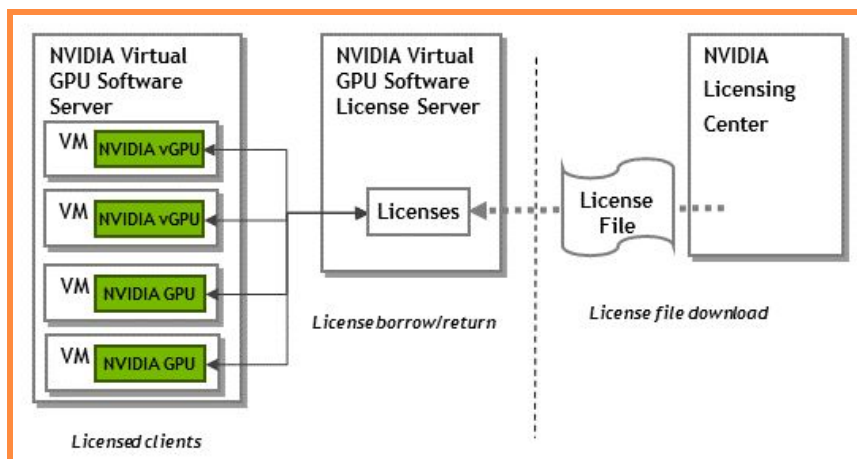 NVIDIA Virtual
GPU Software
Server
VM NVIDIA vGPU
VM NVIDIA vGPU
VM NVIDIA GPU
VM NVIDIA GPU
Licensed clients
NVIDIA Virtual
GPU Software
License Server
Licenses
License borrow/return
License
File
License file download
NVIDIA
Licensing
Center